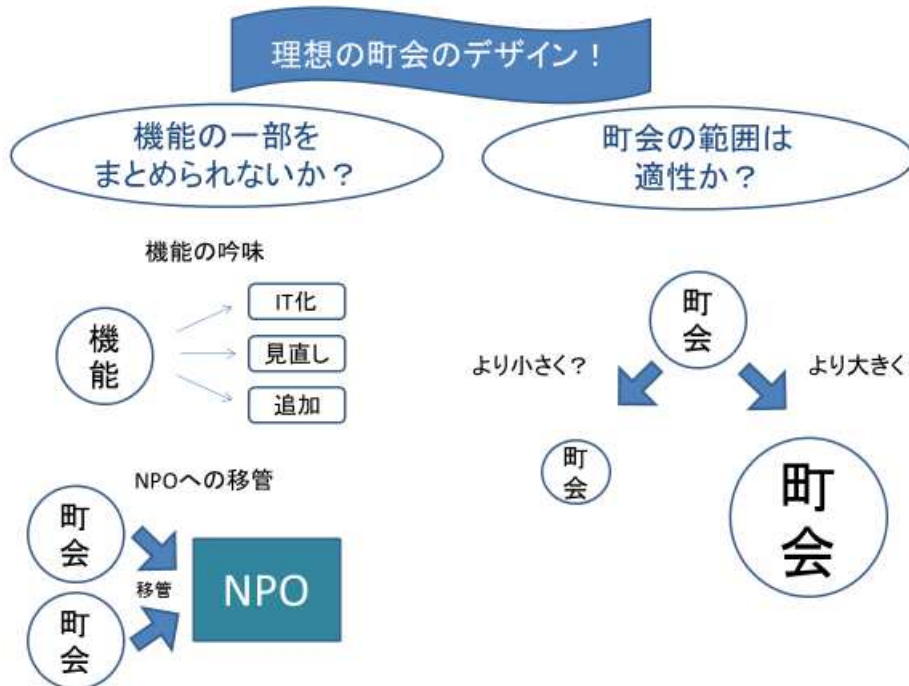 理想の町会のデザイン！
機能の一部を
まとめられないか？
町会の範囲は
適性か？
機能の吟味
機
能
IT化
見直し
追加
NPOへの移管
町
会
町
会
移管
NPO
町
会
より小さく？
より大きく
町
会
町
会